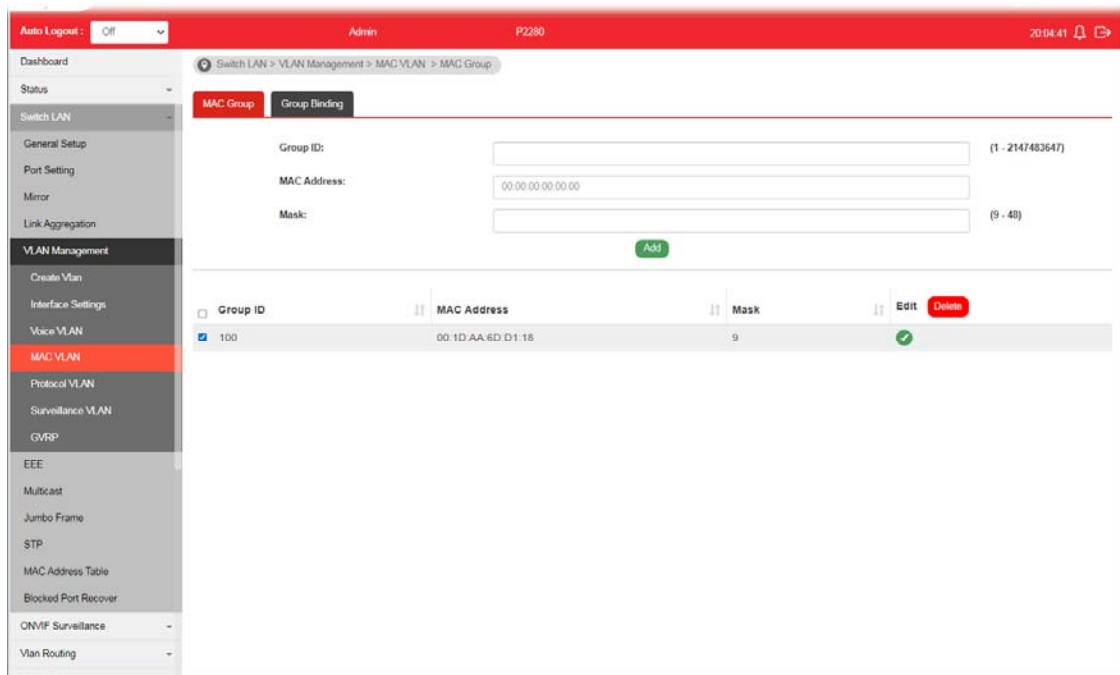 Auto Logout : Off Admin P2280 20:04:41
Dashboard
Status
Switch LAN
General Setup
Port Setting
Mirror
Link Aggregation
VLAN Management
Create Vlan
Interface Settings
Voice VLAN
MAC VLAN
Protocol VLAN
Surveillance VLAN
GVRP
EEE
Multicast
Jumbo Frame
STP
MAC Address Table
Blocked Port Recover
ONVIF Surveillance
Vlan Routing
Switch LAN > VLAN Management > MAC VLAN > MAC Group
MAC Group Group Binding
Group ID: (1 - 2147483647)
MAC Address: 00:00:00:00:00:00
Mask: (9 - 48)
Add
Group ID MAC Address Mask Edit Delete
100 00:1D:AA:6D:D1:18 9